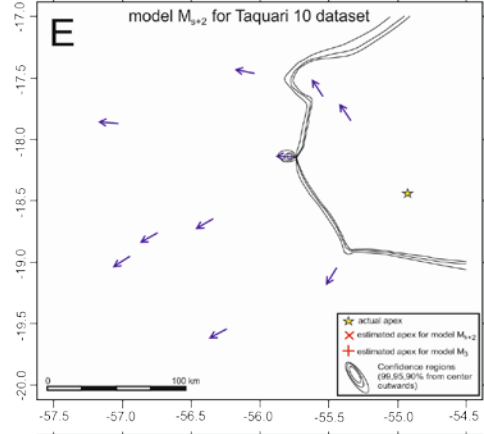 model Ms+2 for Taquari 10 dataset
E
-17.0
-17.5
-18.0
-18.5
-19.0
-19.5
-20.0
actual apex
estimated apex for model Ms+2
estimated apex for model M3
Confidence regions
(99,95,90% from center
outwards)
0 100 km
-57.5 -57.0 -56.5 -56.0 -55.5 -55.0 -54.5